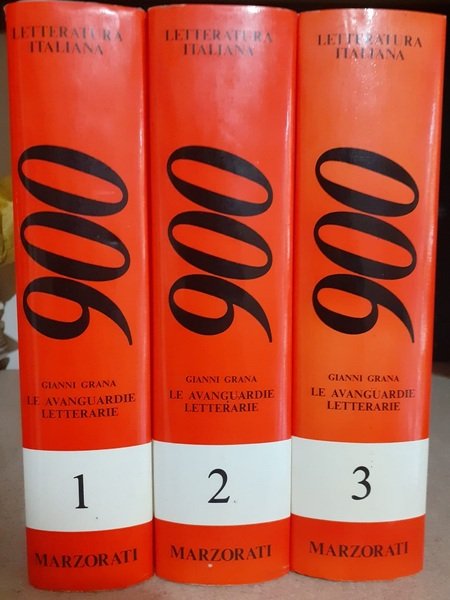 LETTERATURA
ITALIANA
900
GIANNI GRANA
LE AVANGUARDIE
LETTERARIE
1
MARZORATI
LETTERATURA
ITALIANA
900
GIANNI GRANA
LE AVANGUARDIE
LETTERARIE
2
MARZORATI
LETTERATURA
ITALIANA
900
GIANNI GRANA
LE AVANGUARDIE
LETTERARIE
3
MARZORATI